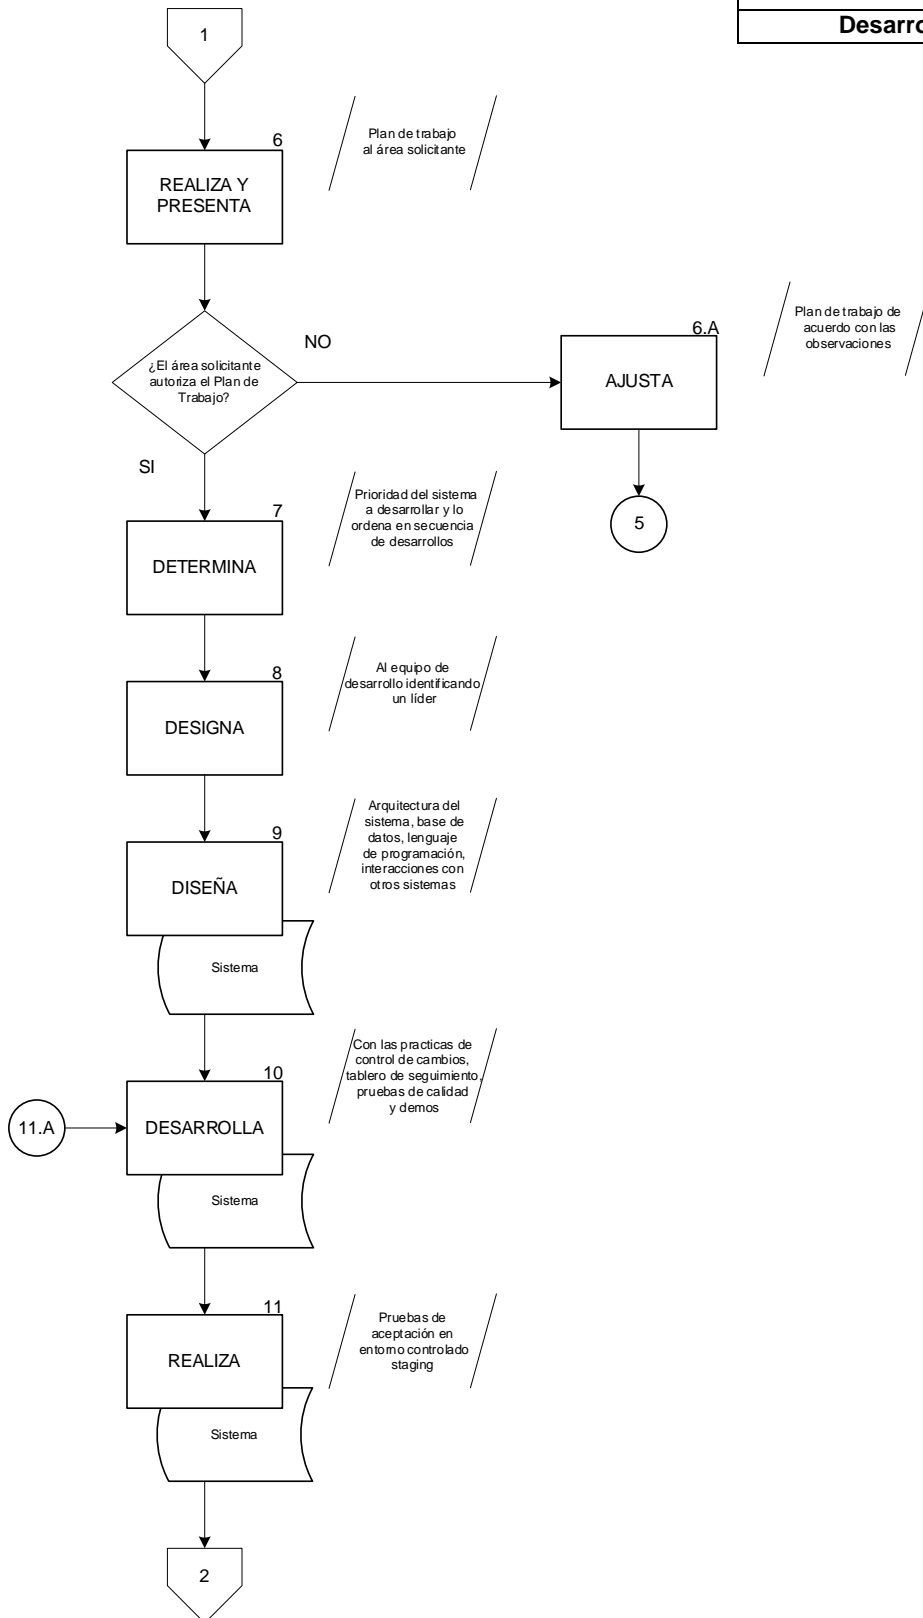 Desarro
1
6
REALIZA Y
PRESENTA
Plan de trabajo
al área solicitante
¿El área solicitante
autoriza el Plan de
Trabajo?
NO
SI
6.A
AJUSTA
Plan de trabajo de
acuerdo con las
observaciones
5
7
DETERMINA
Prioridad del sistema
a desarrollar y lo
ordena en secuencia
de desarrollos
8
DESIGNA
Al equipo de
desarrollo identificando
un líder
9
DISEÑA
Arquitectura del
sistema, base de
datos, lenguaje
de programación,
interacciones con
otros sistemas
Sistema
10
DESARROLLA
11.A
Con las practicas de
control de cambios,
tablero de seguimiento,
pruebas de calidad
y demos
Sistema
11
REALIZA
Pruebas de
aceptación en
entorno controlado
staging
Sistema
2